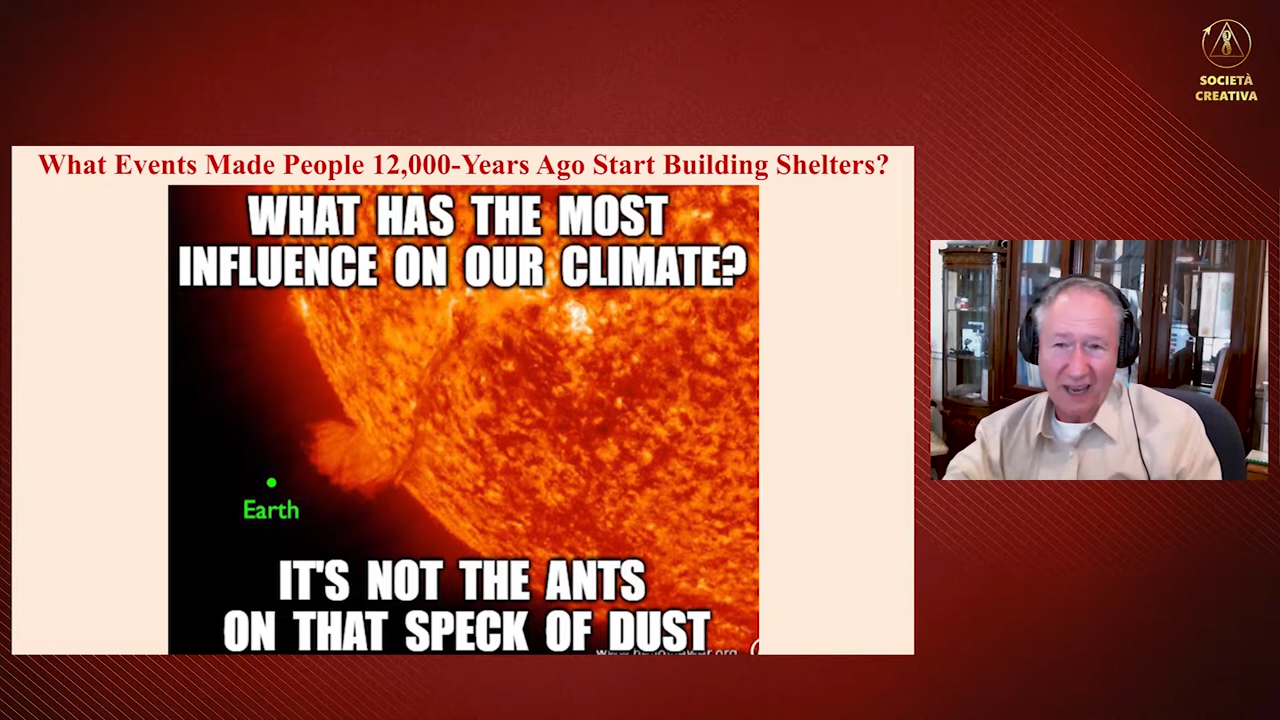 SOCIETÀ
CREATIVA
What Events Made People 12,000-Years Ago Start Building Shelters?
WHAT HAS THE MOST
INFLUENCE ON OUR CLIMATE?
Earth
IT'S NOT THE ANTS
ON THAT SPECK OF DUST